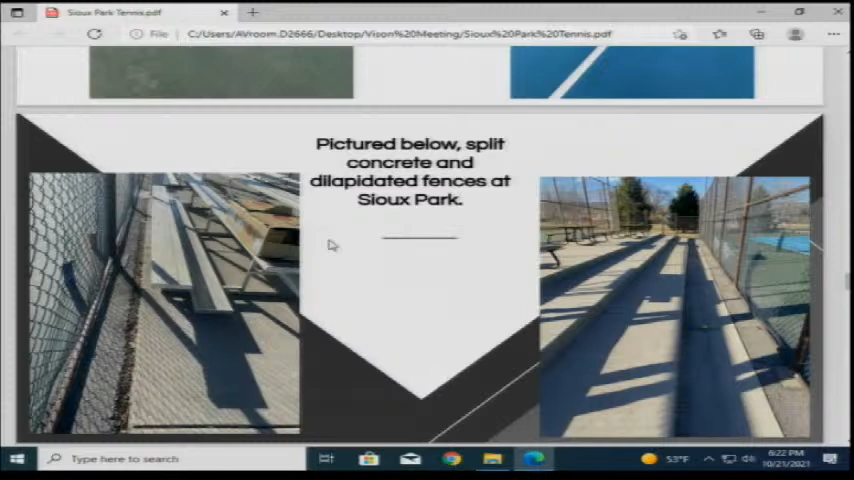 Sioux Park Tennis.pdf
File
C:/Users/AVroom.D2666/Desktop/Vison%20Meeting/Sioux%20Park%20Tennis.pdf
Pictured below, split
concrete and
dilapidated fences at
Sioux Park.
Type here to search
53°F
6:22 PM
10/21/2021